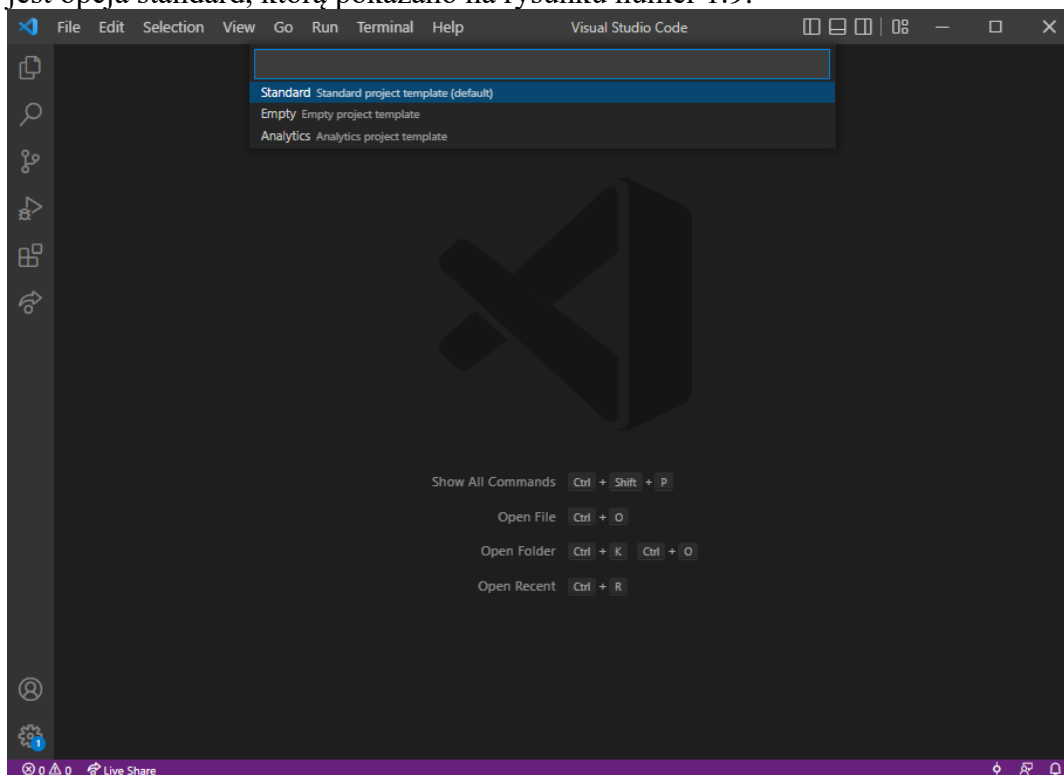 jest opcja standard, którą pokazano na rysunku numer 1.9.
File Edit Selection View Go Run Terminal Help Visual Studio Code
Standard Standard project template (default)
Empty Empty project template
Analytics Analytics project template
Show All Commands Ctrl + Shift + P
Open File Ctrl + O
Open Folder Ctrl + K Ctrl + O
Open Recent Ctrl + R
1
0 0 Live Share